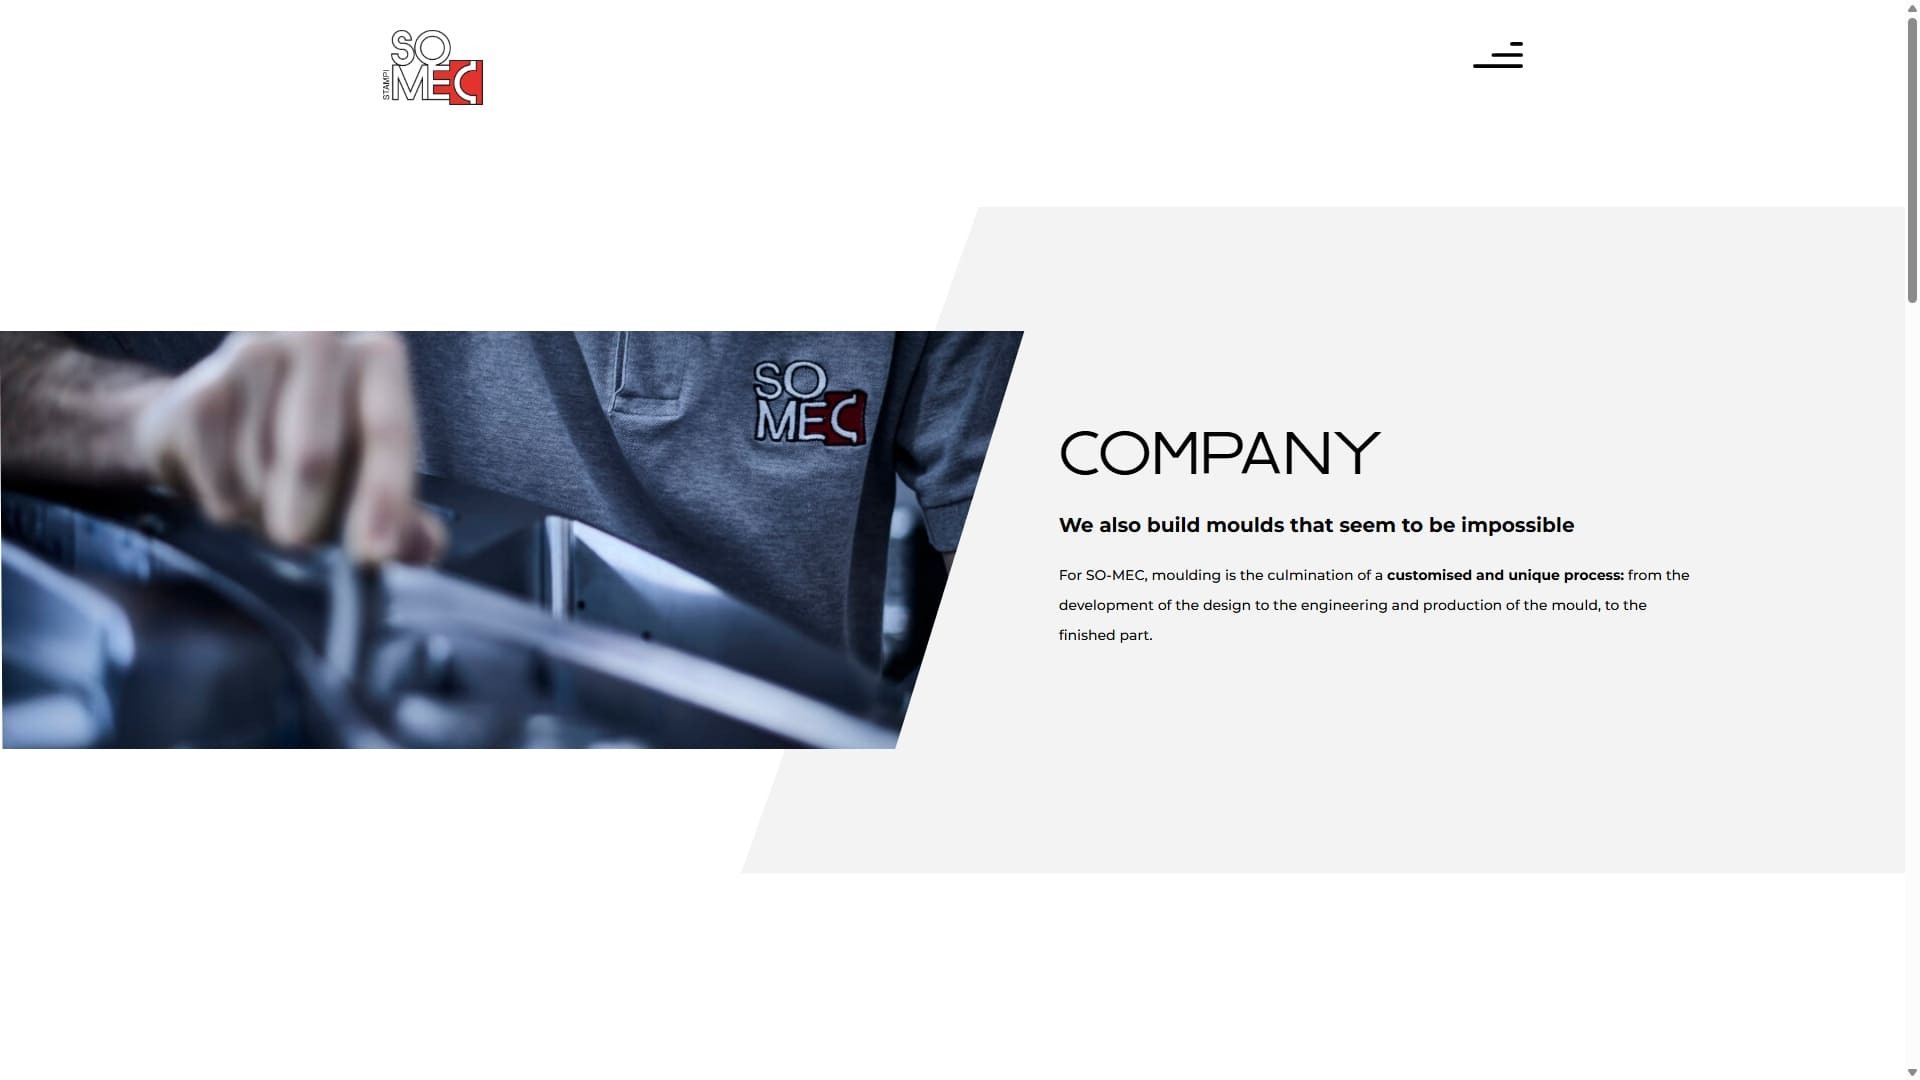 SO
MEC
STAMPI
SO
MEC
COMPANY
We also build moulds that seem to be impossible
For SO-MEC, moulding is the culmination of a customised and unique process: from the
development of the design to the engineering and production of the mould, to the
finished part.